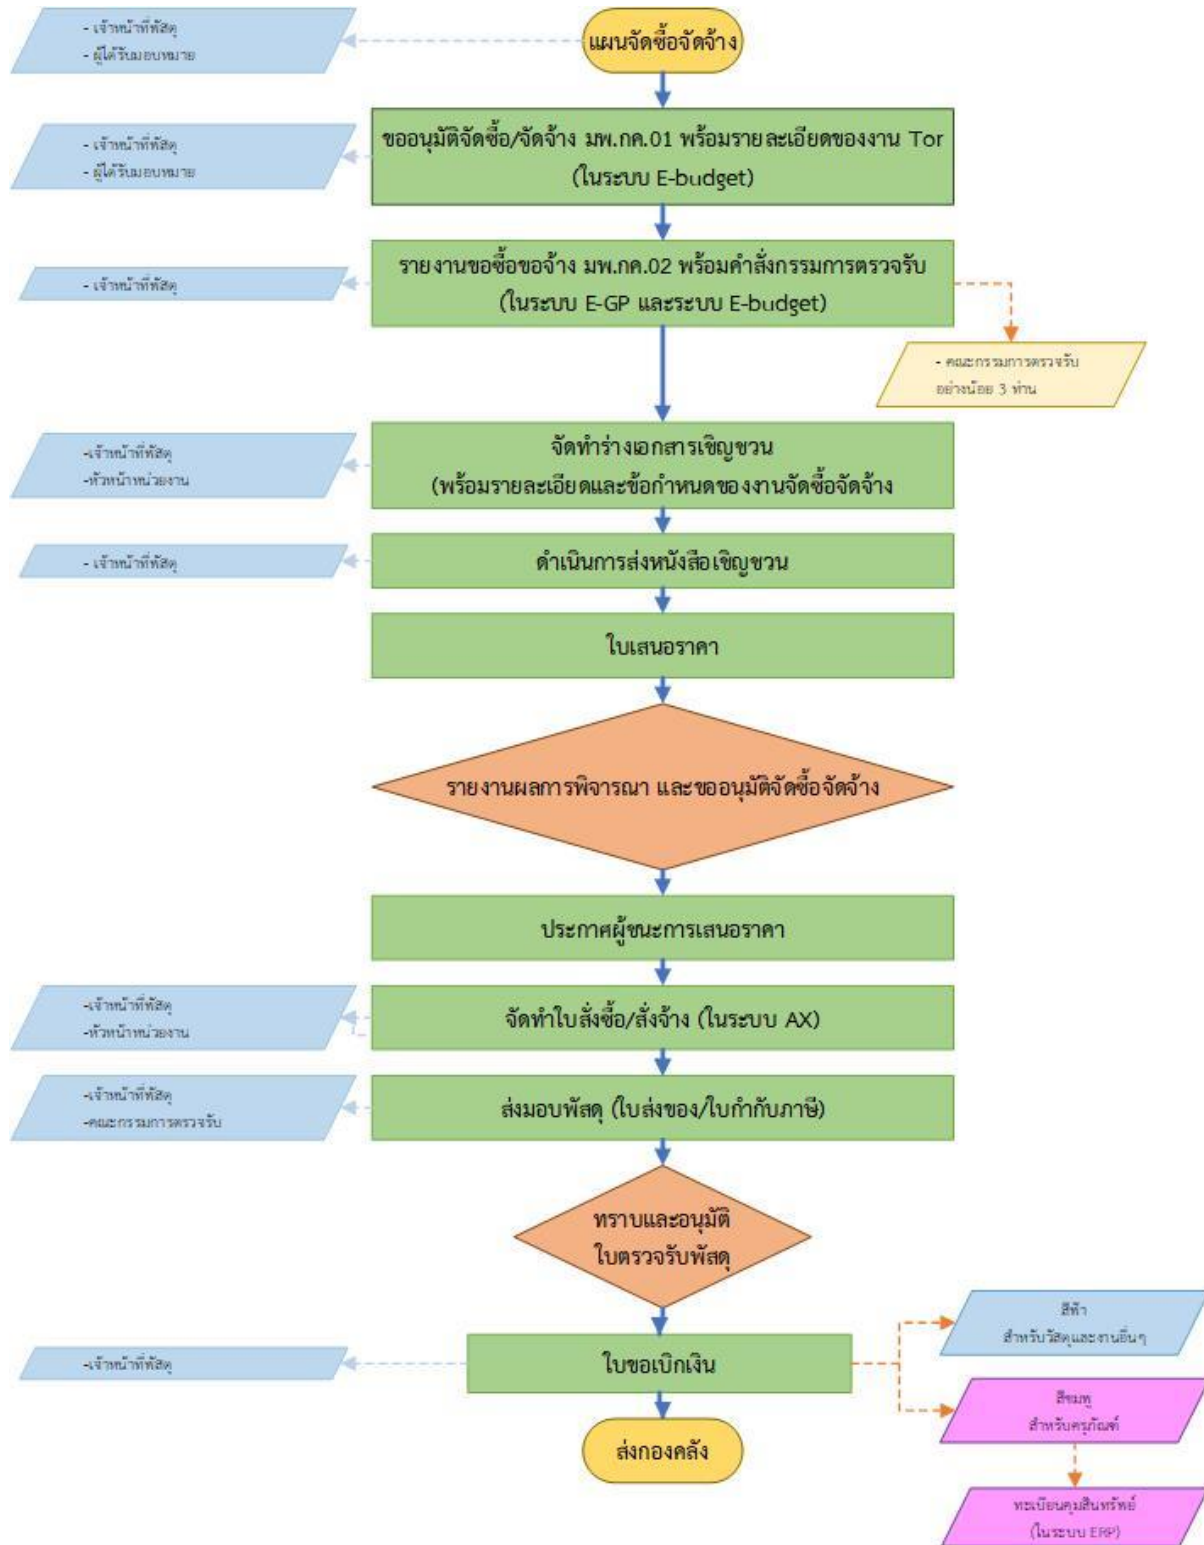 - เจ้าหน้าที่พัสดุ
- ผู้ได้รับมอบหมาย
แผนจัดซื้อจัดจ้าง
- เจ้าหน้าที่พัสดุ
- ผู้ได้รับมอบหมาย
ขออนุมัติจัดซื้อ/จัดจ้าง มพ.กค.01 พร้อมรายละเอียดของงาน Tor
(ในระบบ E-budget)
- เจ้าหน้าที่พัสดุ
รายงานขอซื้อขอจ้าง มพ.กค.02 พร้อมคำสั่งกรรมการตรวจรับ
(ในระบบ E-GP และระบบ E-budget)
- คณะกรรมการตรวจรับ
อย่างน้อย 3 ท่าน
-เจ้าหน้าที่พัสดุ
-หัวหน้าหน่วยงาน
จัดทำร่างเอกสารเชิญชวน
(พร้อมรายละเอียดและข้อกำหนดของงานจัดซื้อจัดจ้าง
- เจ้าหน้าที่พัสดุ
ดำเนินการส่งหนังสือเชิญชวน
ใบเสนอราคา
รายงานผลการพิจารณา และขออนุมัติจัดซื้อจัดจ้าง
ประกาศผู้ชนะการเสนอราคา
-เจ้าหน้าที่พัสดุ
-หัวหน้าหน่วยงาน
จัดทำใบสั่งซื้อ/สั่งจ้าง (ในระบบ AX)
-เจ้าหน้าที่พัสดุ
-คณะกรรมการตรวจรับ
ส่งมอบพัสดุ (ใบส่งของ/ใบกำกับภาษี)
ทราบและอนุมัติ
ใบตรวจรับพัสดุ
สีฟ้า
สำหรับวัสดุและงานอื่นๆ
-เจ้าหน้าที่พัสดุ
ใบขอเบิกเงิน
สีชมพู
สำหรับครุภัณฑ์
ส่งกองคลัง
ทะเบียนคุมสินทรัพย์
(ในระบบ ERP)